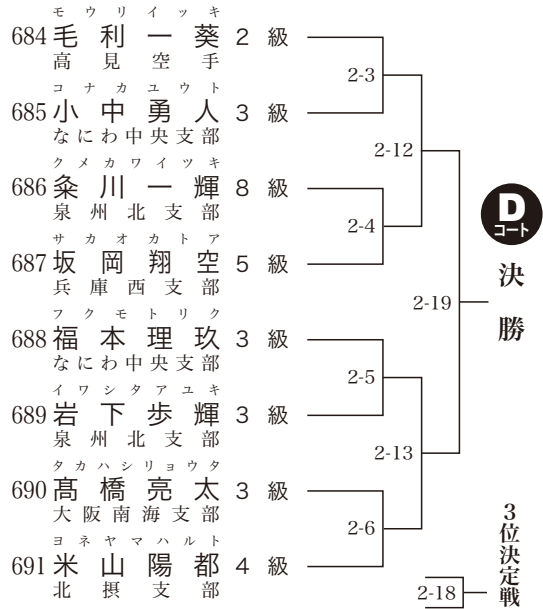 モウリイッキ
684 毛利一葵 2級
高見空手
2-3
コナカユウト
685 小中勇人 3級
なにわ中央支部
2-12
クメカワイツキ
686 粂川一輝 8級
泉州北支部
2-4
サカオカトア
687 坂岡翔空 5級
兵庫西支部
2-19
Dコート
決勝
フクモトリク
688 福本理玖 3級
なにわ中央支部
2-5
イワシタアユキ
689 岩下歩輝 3級
泉州北支部
2-13
タカハシリョウタ
690 髙橋亮太 3級
大阪南海支部
2-6
ヨネヤマハルト
691 米山陽都 4級
北摂支部
3位決定戦
2-18